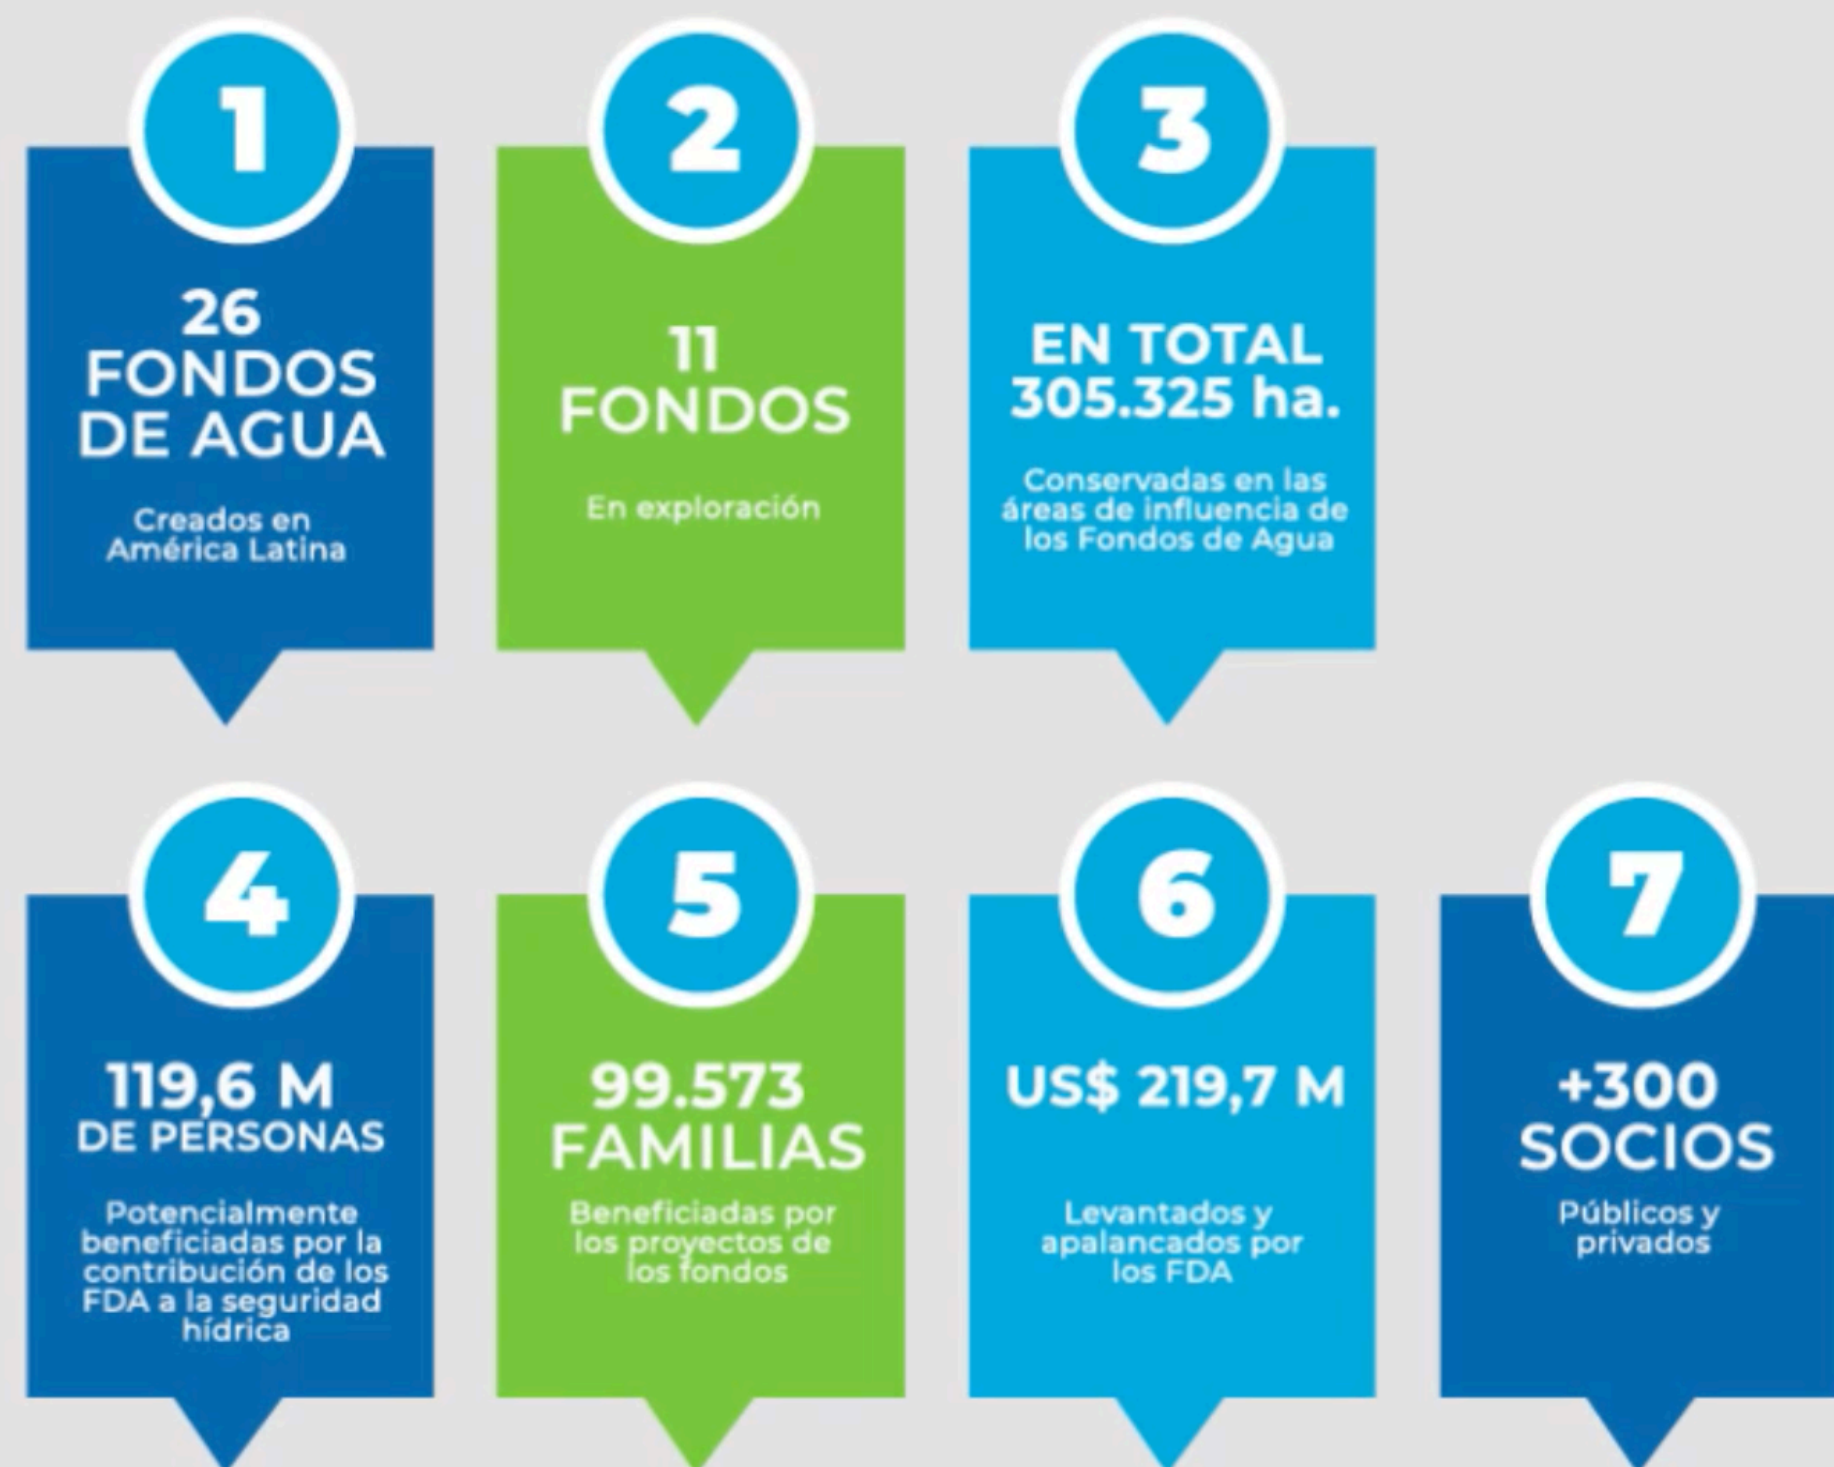 1
26
FONDOS
DE AGUA
Creados en
América Latina
2
11
FONDOS
En exploración
3
EN TOTAL
305.325 ha.
Conservadas en las
áreas de influencia de
los Fondos de Agua
4
119,6 M
DE PERSONAS
Potencialmente
beneficiadas por la
contribución de los
FDA a la seguridad
hídrica
5
99.573
FAMILIAS
Beneficiadas por
los proyectos de
los fondos
6
US$ 219,7 M
Levantados y
apalancados por
los FDA
7
+300
SOCIOS
Públicos y
privados